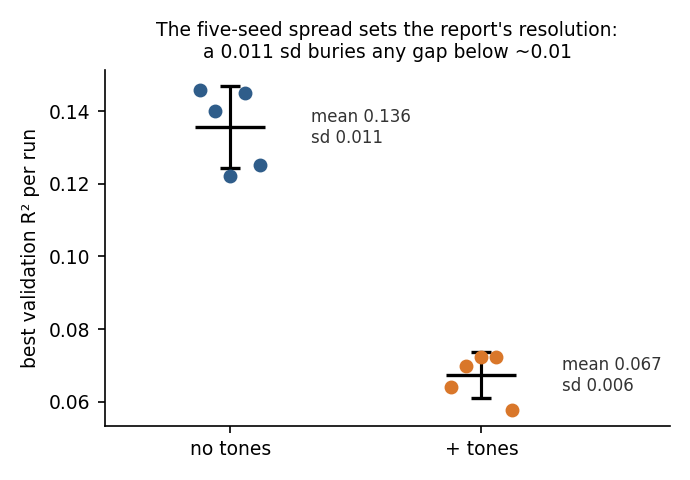 The five-seed spread sets the report's resolution:
a 0.011 sd buries any gap below ~0.01
best validation R² per run
0.14
0.12
0.10
0.08
0.06
mean 0.136
sd 0.011
mean 0.067
sd 0.006
no tones
+ tones